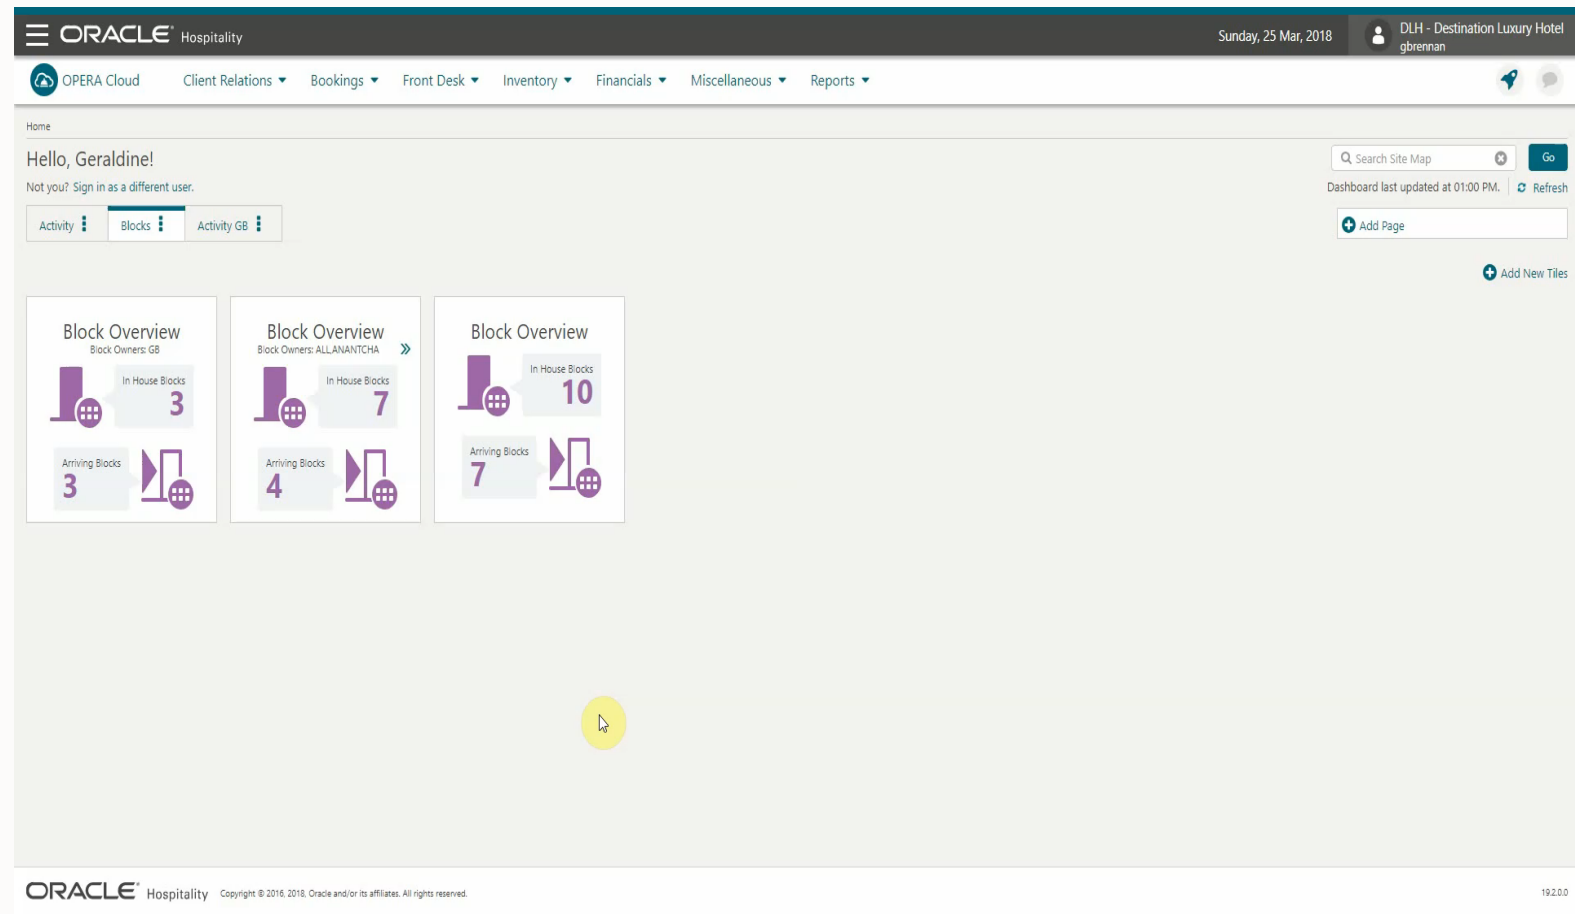 ORACLE Hospitality
Sunday, 25 Mar, 2018
DLH - Destination Luxury Hotel
gbrennan
OPERA Cloud Client Relations Bookings Front Desk Inventory Financials Miscellaneous Reports
Home
Hello, Geraldine!
Search Site Map Go
Not you? Sign in as a different user.
Dashboard last updated at 01:00 PM. Refresh
Activity Blocks Activity GB
Add Page
Add New Tiles
Block Overview
Block Owners: GB
In House Blocks
3
Arriving Blocks
3
Block Overview
Block Owners: ALL,ANANTCHA
In House Blocks
7
Arriving Blocks
4
Block Overview
In House Blocks
10
Arriving Blocks
7
ORACLE Hospitality Copyright © 2016, 2018, Oracle and/or its affiliates. All rights reserved.
19.2.0.0